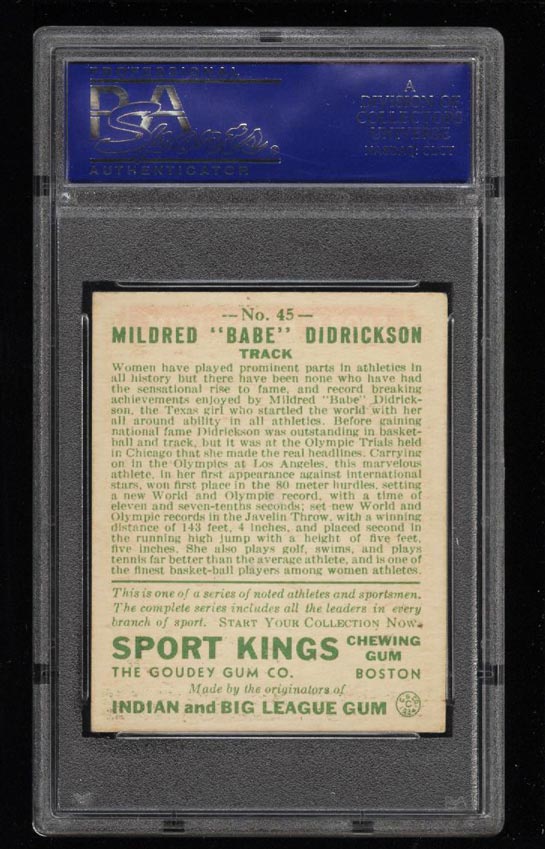 PROFESSIONAL
PSA
Sports
AUTHENTICATOR
A
DIVISION OF
COLLECTORS
UNIVERSE
NASDAQ: CLCT
—No. 45—
MILDRED "BABE" DIDRICKSON
TRACK
Women have played prominent parts in athletics in
all history but there have been none who have had
the sensational rise to fame, and record breaking
achievements enjoyed by Mildred "Babe" Didrick-
son, the Texas girl who startled the world with her
all around ability in all athletics. Before gaining
national fame Didrickson was outstanding in basket-
ball and track, but it was at the Olympic Trials held
in Chicago that she made the real headlines. Carrying
on in the Olympics at Los Angeles, this marvelous
athlete, in her first appearance against international
stars, won first place in the 80 meter hurdles, setting
a new World and Olympic record, with a time of
eleven and seven-tenths seconds; set new World and
Olympic records in the Javelin Throw, with a winning
distance of 143 feet, 4 inches, and placed second in
the running high jump with a height of five feet,
five inches. She also plays golf, swims, and plays
tennis far better than the average athlete, and is one of
the finest basket-ball players among women athletes.
This is one of a series of noted athletes and sportsmen.
The complete series includes all the leaders in every
branch of sport. START YOUR COLLECTION NOW.
SPORT KINGS CHEWING GUM
THE GOUDEY GUM CO. BOSTON
Made by the originators of
INDIAN and BIG LEAGUE GUM